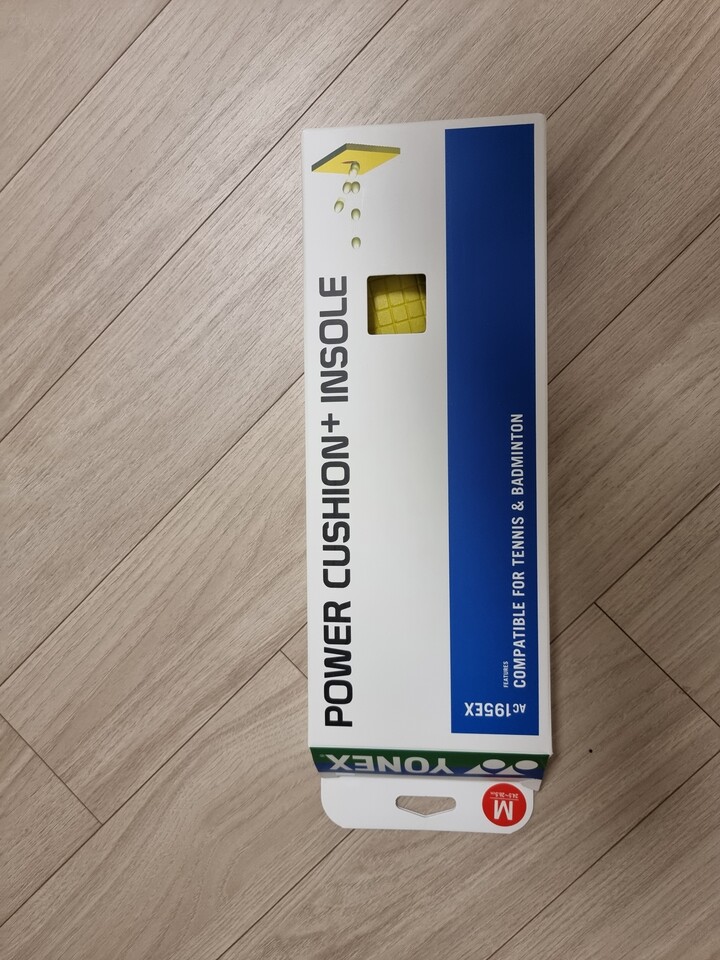 POWER CUSHION+ INSOLE
FEATURES
COMPATIBLE FOR TENNIS & BADMINTON
AC195EX
YONEX
M